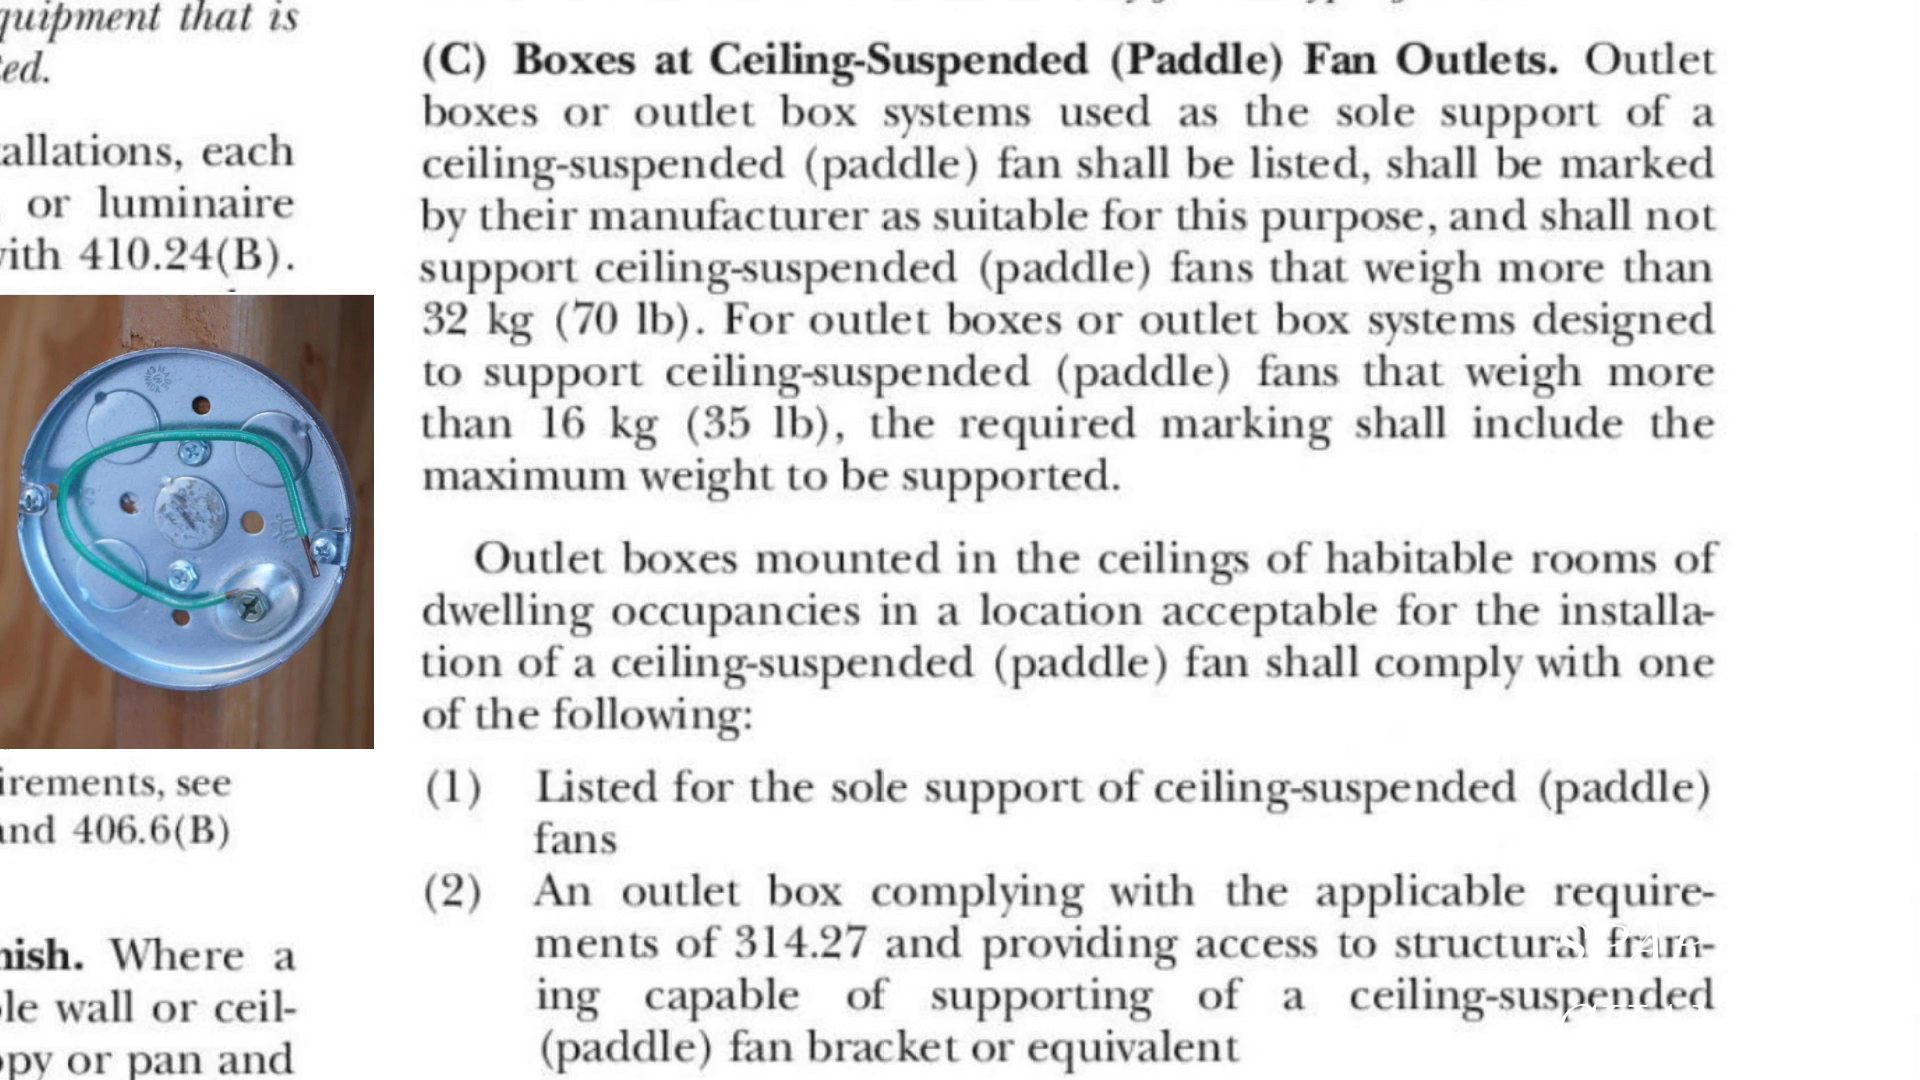 quipment that is
ed.
allations, each
or luminaire
with 410.24(B).
irements, see
and 406.6(B)
nish. Where a
le wall or ceil-
opy or pan and
(C) Boxes at Ceiling-Suspended (Paddle) Fan Outlets. Outlet
boxes or outlet box systems used as the sole support of a
ceiling-suspended (paddle) fan shall be listed, shall be marked
by their manufacturer as suitable for this purpose, and shall not
support ceiling-suspended (paddle) fans that weigh more than
32 kg (70 lb). For outlet boxes or outlet box systems designed
to support ceiling-suspended (paddle) fans that weigh more
than 16 kg (35 lb), the required marking shall include the
maximum weight to be supported.
Outlet boxes mounted in the ceilings of habitable rooms of
dwelling occupancies in a location acceptable for the installa-
tion of a ceiling-suspended (paddle) fan shall comply with one
of the following:
(1) Listed for the sole support of ceiling-suspended (paddle)
fans
(2) An outlet box complying with the applicable require-
ments of 314.27 and providing access to structural fram-
ing capable of supporting of a ceiling-suspended
(paddle) fan bracket or equivalent